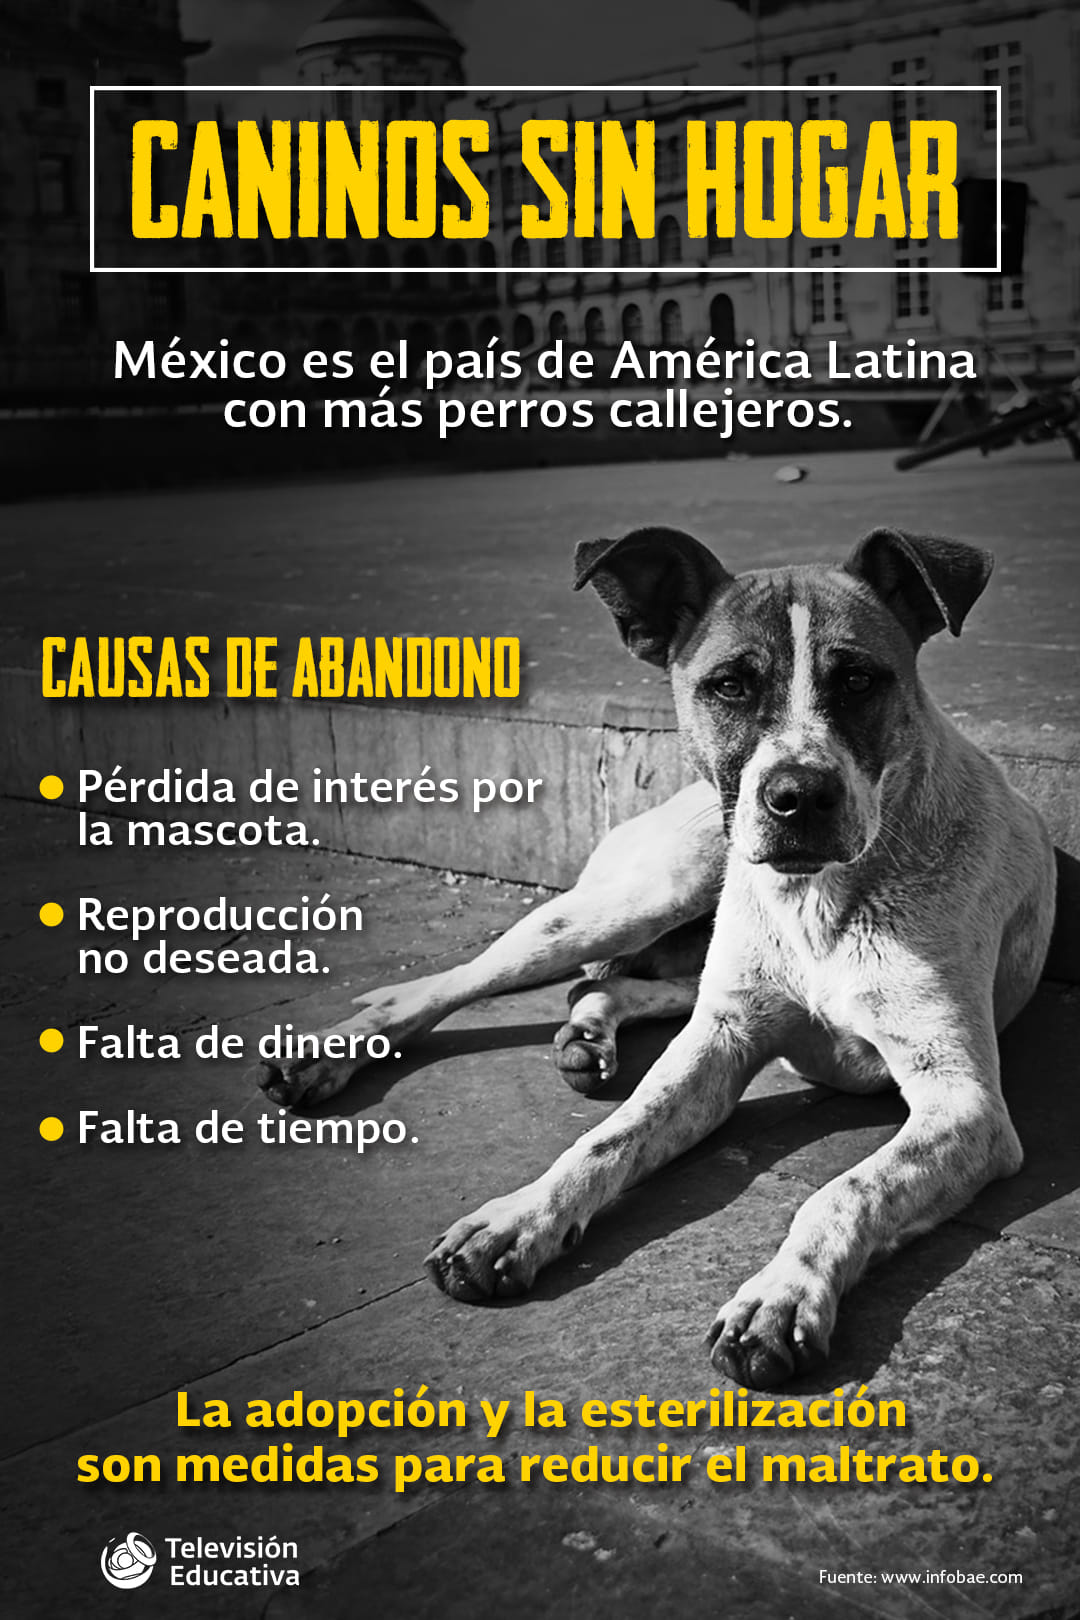 CANINOS SIN HOGAR
México es el país de América Latina
con más perros callejeros.
CAUSAS DE ABANDONO
Pérdida de interés por
la mascota.
Reproducción
no deseada.
Falta de dinero.
Falta de tiempo.
La adopción y la esterilización
son medidas para reducir el maltrato.
Televisión
Educativa
Fuente: www.infobae.com